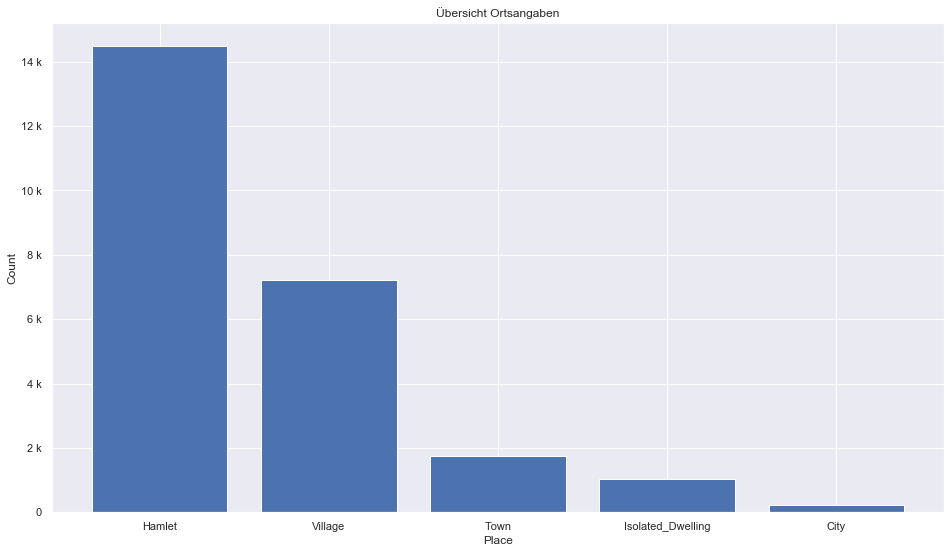 Übersicht Ortsangaben
14 k
12 k
10 k
8 k
6 k
4 k
2 k
0
Count
Hamlet
Village
Town
Isolated_Dwelling
City
Place